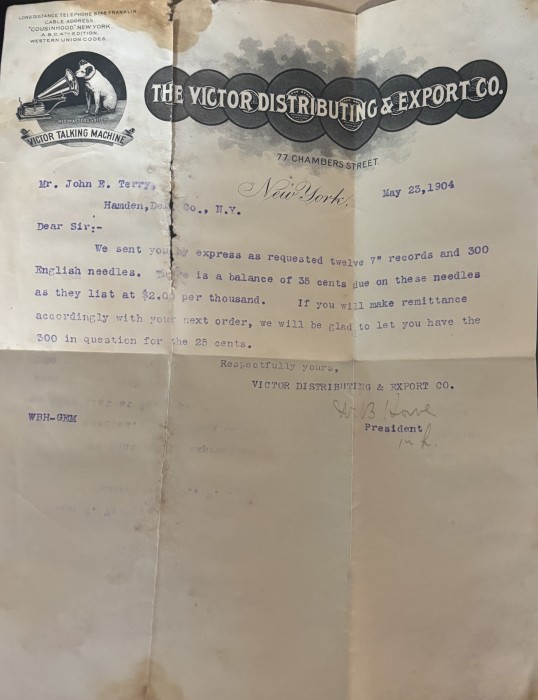 LONG DISTANCE TELEPHONE 5148 FRANKLIN
CABLE ADDRESS,
"COUSINHOOD" NEW YORK
A.B.C. 4TH EDITION.
WESTERN UNION CODES.
HIS MASTER'S VOICE
VICTOR TALKING MACHINE
THE VICTOR DISTRIBUTING & EXPORT CO.
77 CHAMBERS STREET
New York,
May 23,1904
Mr. John E. Terry,
Hamden, Co., N.Y.
Dear Sir:-
We sent you by express as requested twelve 7" records and 300
English needles. There is a balance of 35 cents due on these needles
as they list at $2.00 per thousand. If you will make remittance
accordingly with your next order, we will be glad to let you have the
300 in question for the 25 cents.
Respectfully yours,
VICTOR DISTRIBUTING & EXPORT CO.
President
WBH-GEM